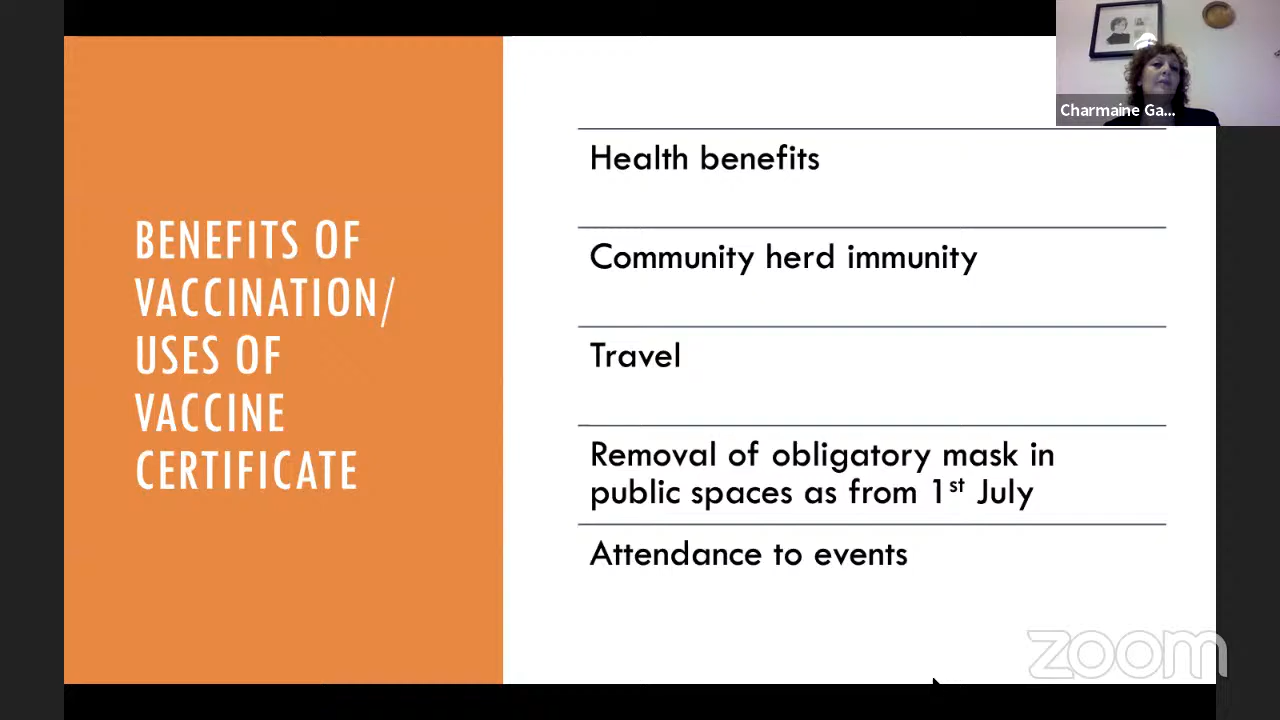 Charmaine Ga...
Health benefits
Community herd immunity
Travel
Removal of obligatory mask in
public spaces as from 1st July
Attendance to events
BENEFITS OF
VACCINATION/
USES OF
VACCINE
CERTIFICATE
zoom